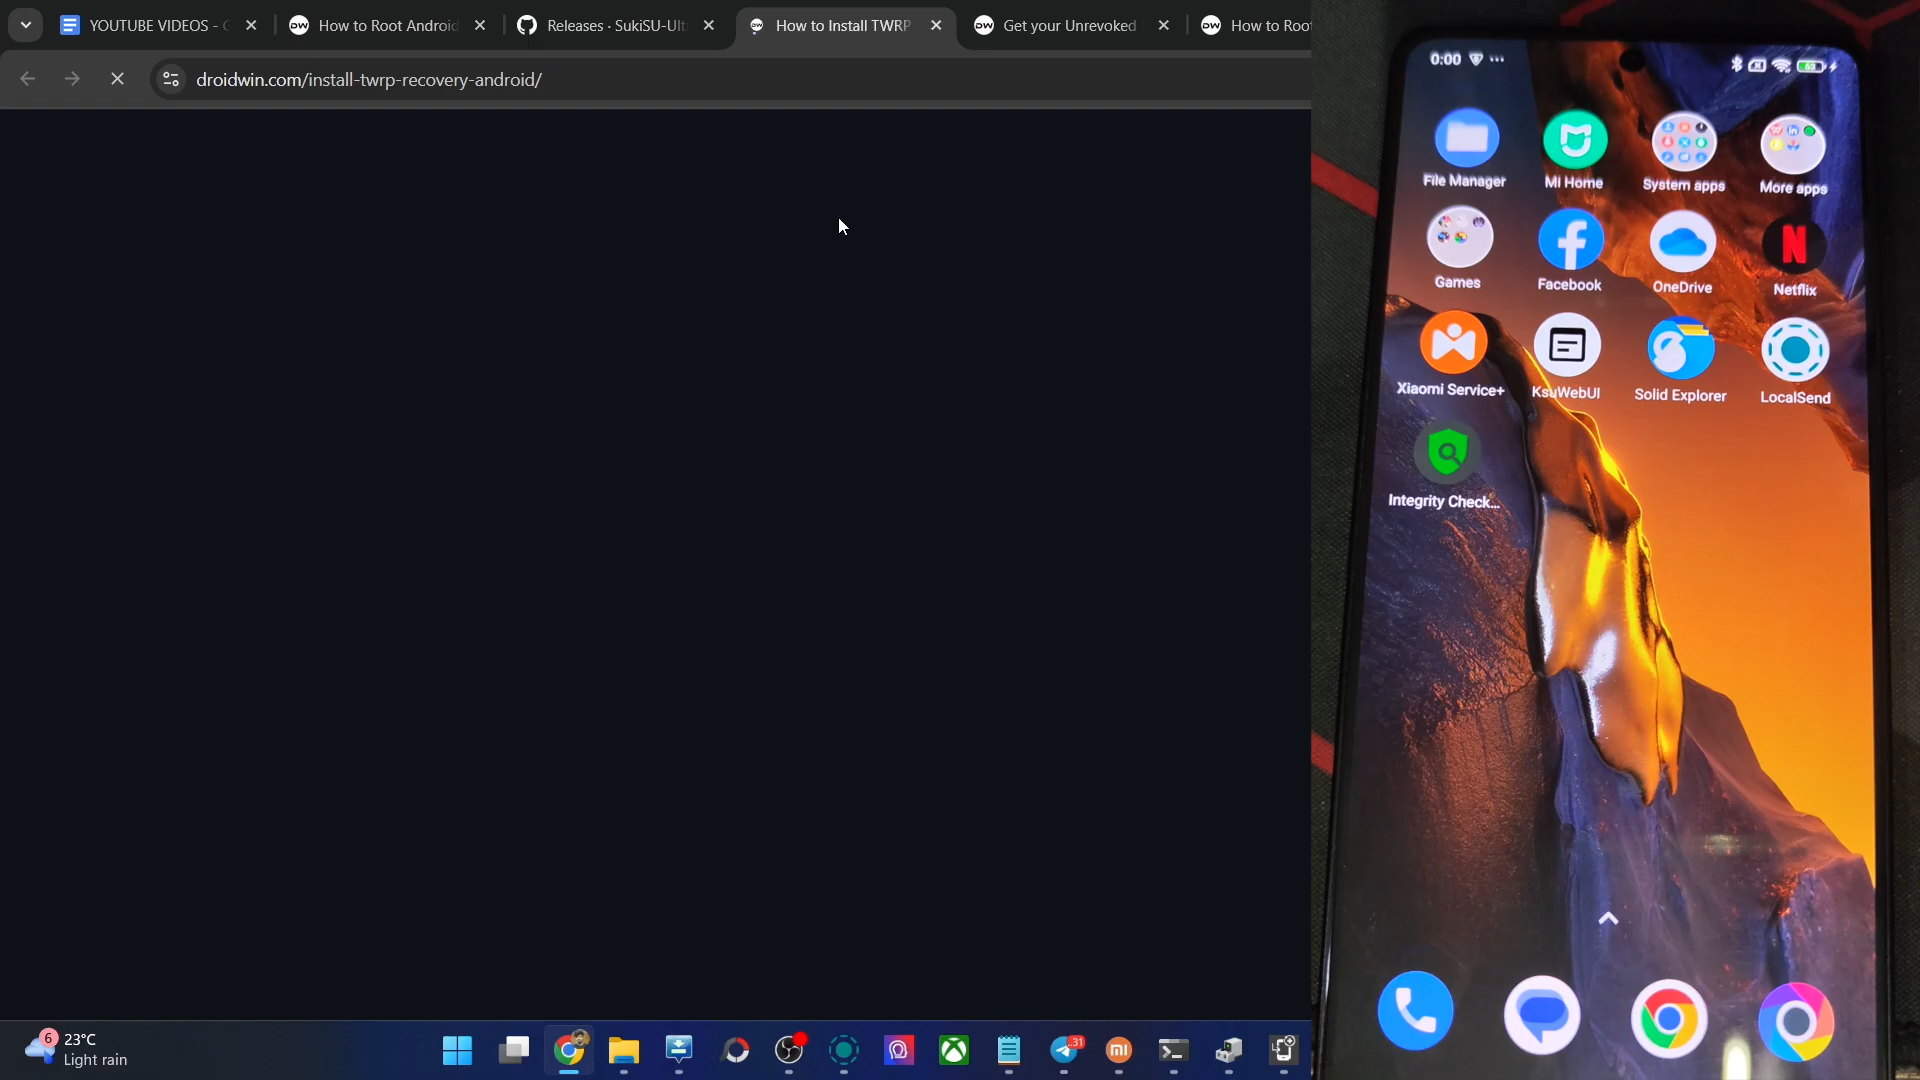 YOUTUBE VIDEOS - G
How to Root Android
Releases · SukiSU-Ult
How to Install TWRP
Get your Unrevoked
How to Root
droidwin.com/install-twrp-recovery-android/
0:00
63
File Manager
Mi Home
System apps
More apps
Games
Facebook
OneDrive
Netflix
Xiaomi Service+
KsuWebUI
Solid Explorer
LocalSend
Integrity Check...
6
23°C
Light rain
..31